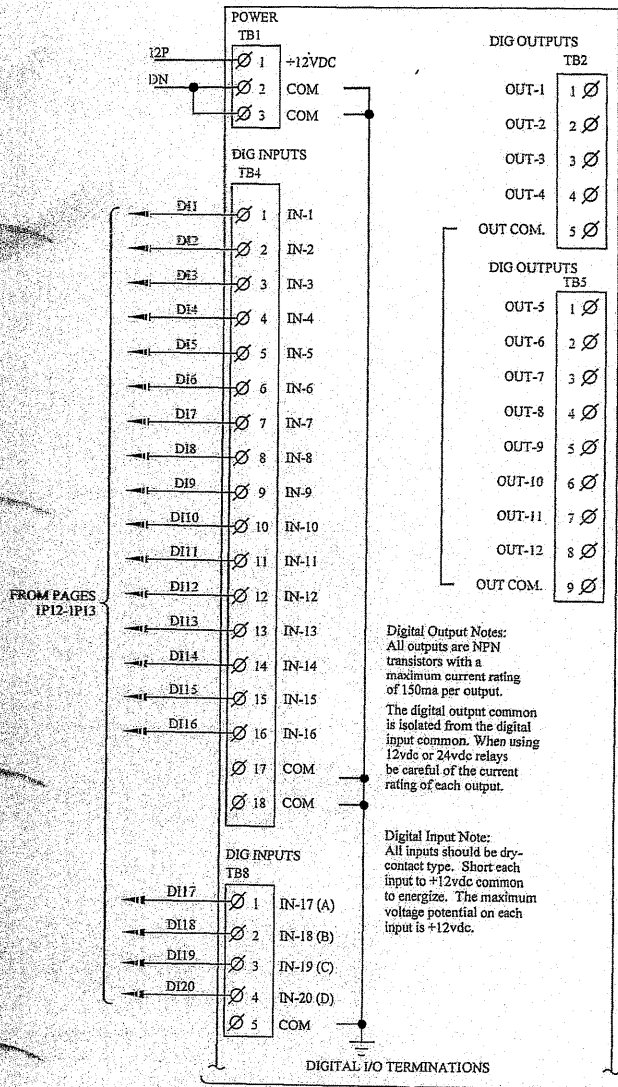 POWER
TB1
12P
1 +12VDC
DN
2 COM
3 COM
DIG INPUTS
TB4
DI1 1 IN-1
DI2 2 IN-2
DI3 3 IN-3
DI4 4 IN-4
DI5 5 IN-5
DI6 6 IN-6
DI7 7 IN-7
DI8 8 IN-8
DI9 9 IN-9
DI10 10 IN-10
DI11 11 IN-11
DI12 12 IN-12
DI13 13 IN-13
DI14 14 IN-14
DI15 15 IN-15
DI16 16 IN-16
17 COM
18 COM
FROM PAGES
1P12-1P13
DIG INPUTS
TB8
DI17 1 IN-17 (A)
DI18 2 IN-18 (B)
DI19 3 IN-19 (C)
DI20 4 IN-20 (D)
5 COM
DIG OUTPUTS
TB2
OUT-1 1
OUT-2 2
OUT-3 3
OUT-4 4
OUT COM. 5
DIG OUTPUTS
TB5
OUT-5 1
OUT-6 2
OUT-7 3
OUT-8 4
OUT-9 5
OUT-10 6
OUT-11 7
OUT-12 8
OUT COM. 9
Digital Output Notes:
All outputs are NPN
transistors with a
maximum current rating
of 150ma per output.
The digital output common
is isolated from the digital
input common. When using
12vdc or 24vdc relays
be careful of the current
rating of each output.
Digital Input Note:
All inputs should be dry-
contact type. Short each
input to +12vdc common
to energize. The maximum
voltage potential on each
input is +12vdc.
DIGITAL I/O TERMINATIONS